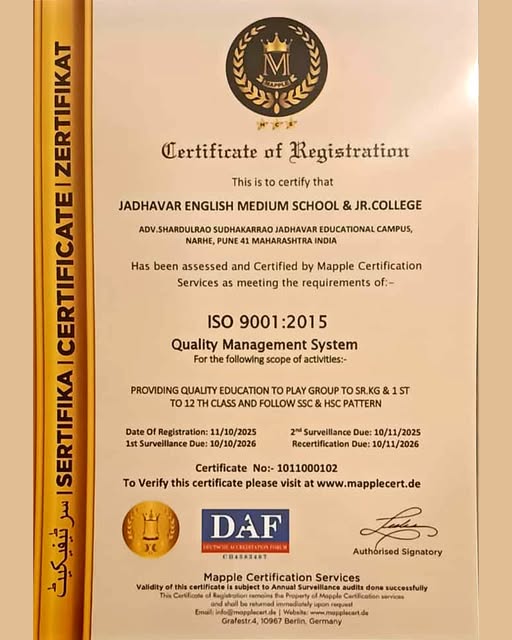 M
MAPPLE
M C S
Certificate of Registration
This is to certify that
JADHAVAR ENGLISH MEDIUM SCHOOL & JR.COLLEGE
ADV.SHARDULRAO SUDHAKARRAO JADHAVAR EDUCATIONAL CAMPUS,
NARHE, PUNE 41 MAHARASHTRA INDIA
Has been assessed and Certified by Mapple Certification
Services as meeting the requirements of:-
ISO 9001:2015
Quality Management System
For the following scope of activities:-
PROVIDING QUALITY EDUCATION TO PLAY GROUP TO SR.KG & 1 ST
TO 12 TH CLASS AND FOLLOW SSC & HSC PATTERN
Date Of Registration: 11/10/2025 2nd Surveillance Due: 10/11/2025
1st Surveillance Due: 10/10/2026 Recertification Due: 10/11/2026
Certificate No:- 1011000102
To Verify this certificate please visit at www.mapplecert.de
DAF
DEUTSCHE ACCREDITATION FORUM
Authorised Signatory
Mapple Certification Services
Validity of this certificate is subject to Annual Surveillance audits done successfully
This Certificate of Registration remains the Property of Mapple Certification services
and shall be returned immediately upon request
Email: info@mapplecert.de | Website: www.mapplecert.de
Grafestr.4, 10967 Berlin, Germany
سر ٹیفیکیٹ | SERTIFIKA | CERTIFICATE | ZERTIFIKAT